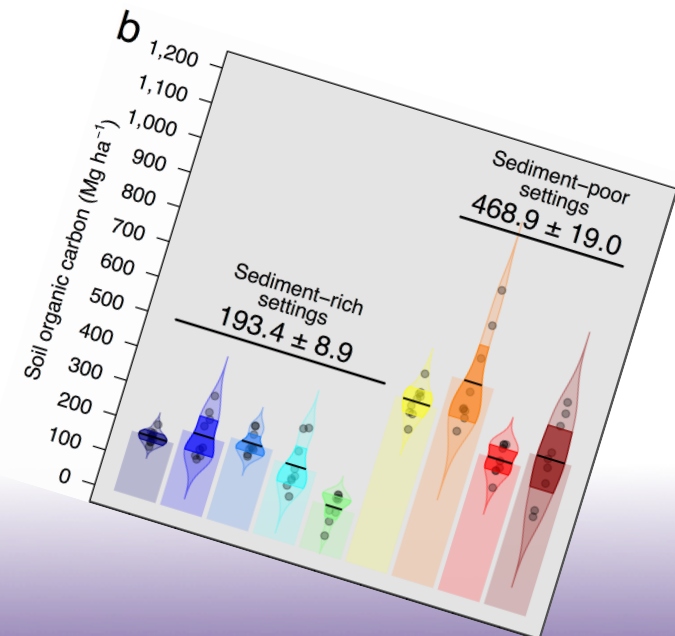 b
1,200
1,100
1,000
900
800
700
600
500
400
300
200
100
0
Soil organic carbon (Mg ha⁻¹)
Sediment–rich
settings
193.4 ± 8.9
Sediment–poor
settings
468.9 ± 19.0